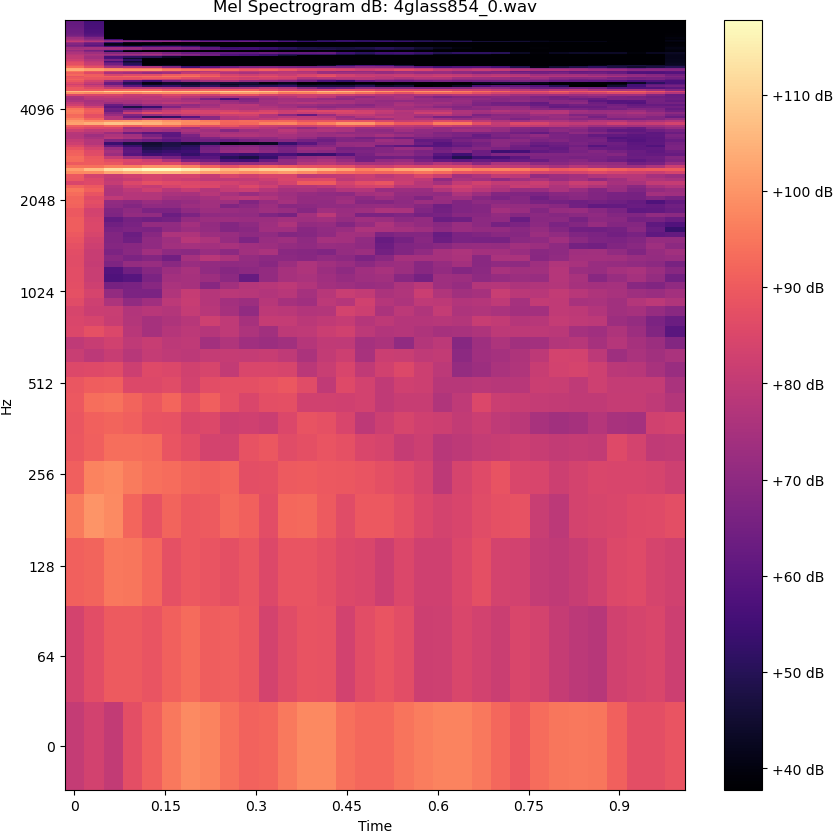 Mel Spectrogram dB: 4glass854_0.wav
4096
2048
1024
512
256
128
64
0
Hz
0 0.15 0.3 0.45 0.6 0.75 0.9
Time
+110 dB
+100 dB
+90 dB
+80 dB
+70 dB
+60 dB
+50 dB
+40 dB